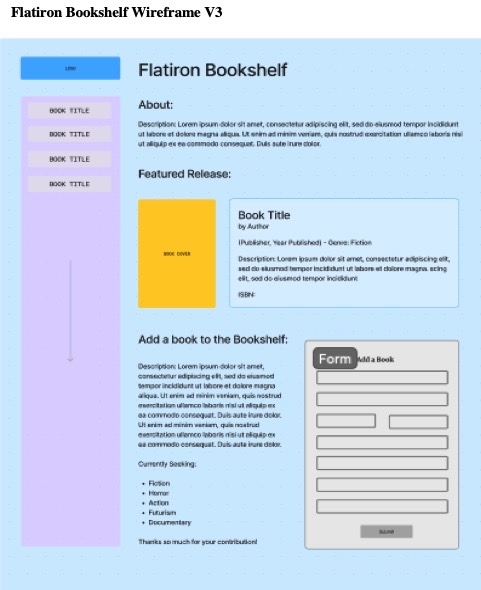 Flatiron Bookshelf Wireframe V3
LOGO
Flatiron Bookshelf
BOOK TITLE
BOOK TITLE
BOOK TITLE
BOOK TITLE
About:
Description: Lorem ipsum dolor sit amet, consectetur adipiscing elit, sed do eiusmod tempor incididunt
ut labore et dolore magna aliqua. Ut enim ad minim veniam, quis nostrud exercitation ullamco laboris nisi
ut aliquip ex ea commodo consequat. Duis aute irure dolor.
Featured Release:
BOOK COVER
Book Title
by Author
(Publisher, Year Published) - Genre: Fiction
Description: Lorem ipsum dolor sit amet, consectetur adipiscing elit,
sed do eiusmod tempor incididunt ut labore et dolore magna. scing
elit, sed do eiusmod tempor incididunt
ISBN:
Add a book to the Bookshelf:
Description: Lorem ipsum dolor sit amet,
consectetur adipiscing elit, sed do eiusmod
tempor incididunt ut labore et dolore magna
aliqua. Ut enim ad minim veniam, quis nostrud
exercitation ullamco laboris nisi ut aliquip ex
ea commodo consequat. Duis aute irure dolor.
Ut enim ad minim veniam, quis nostrud
exercitation ullamco laboris nisi ut aliquip ex
ea commodo consequat. Duis aute irure dolor.
Currently Seeking:
• Fiction
• Horror
• Action
• Futurism
• Documentary
Thanks so much for your contribution!
Form
Add a Book
Submit